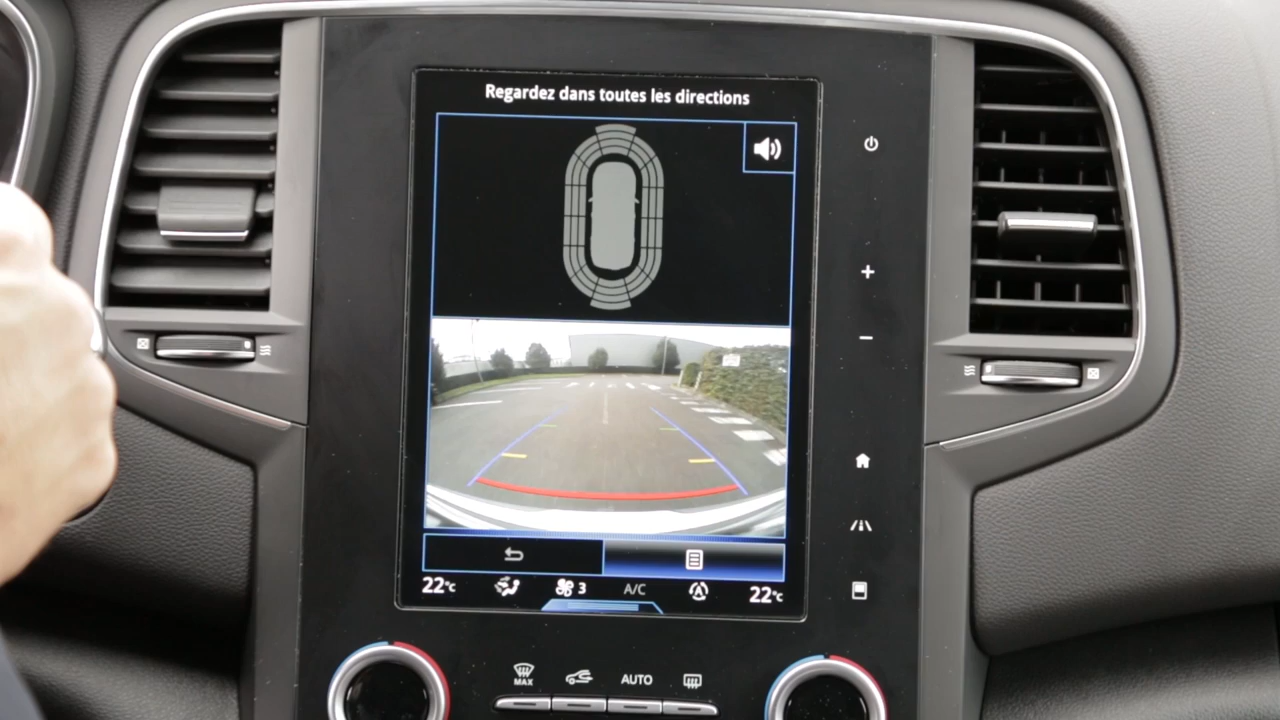 Regardez dans toutes les directions
22°C
3
A/C
A
22°C
MAX
AUTO